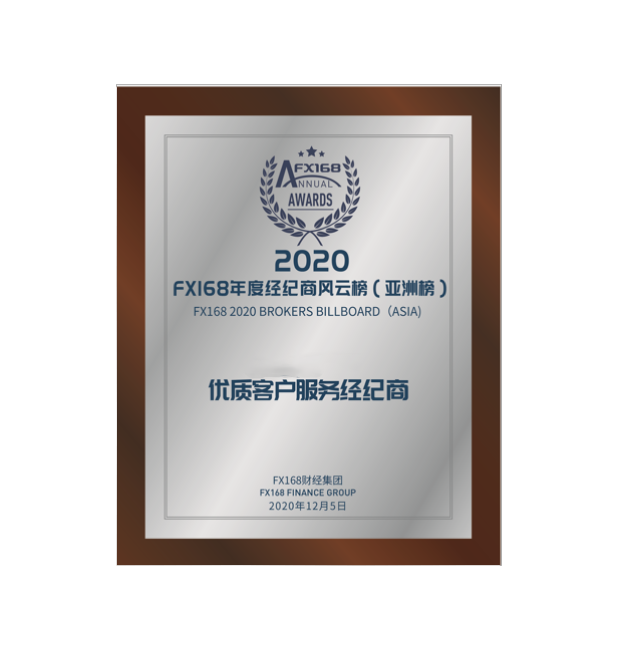 FX168
ANNUAL
AWARDS
2020
FX168年度经纪商风云榜（亚洲榜）
FX168 2020 BROKERS BILLBOARD（ASIA）
优质客户服务经纪商
FX168财经集团
FX168 FINANCE GROUP
2020年12月5日